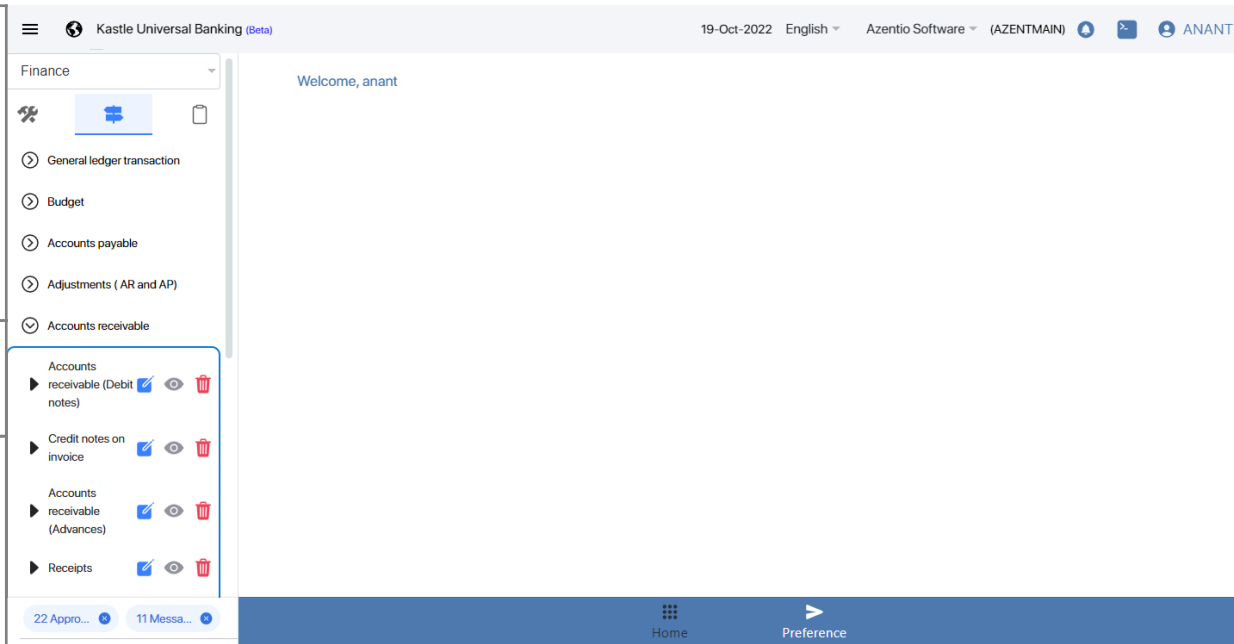 Kastle Universal Banking (Beta)
19-Oct-2022 English Azentio Software (AZENTMAIN) ANANT
Finance
Welcome, anant
General ledger transaction
Budget
Accounts payable
Adjustments ( AR and AP)
Accounts receivable
Accounts
receivable (Debit
notes)
Credit notes on
invoice
Accounts
receivable
(Advances)
Receipts
22 Appro... 11 Messa...
Home Preference